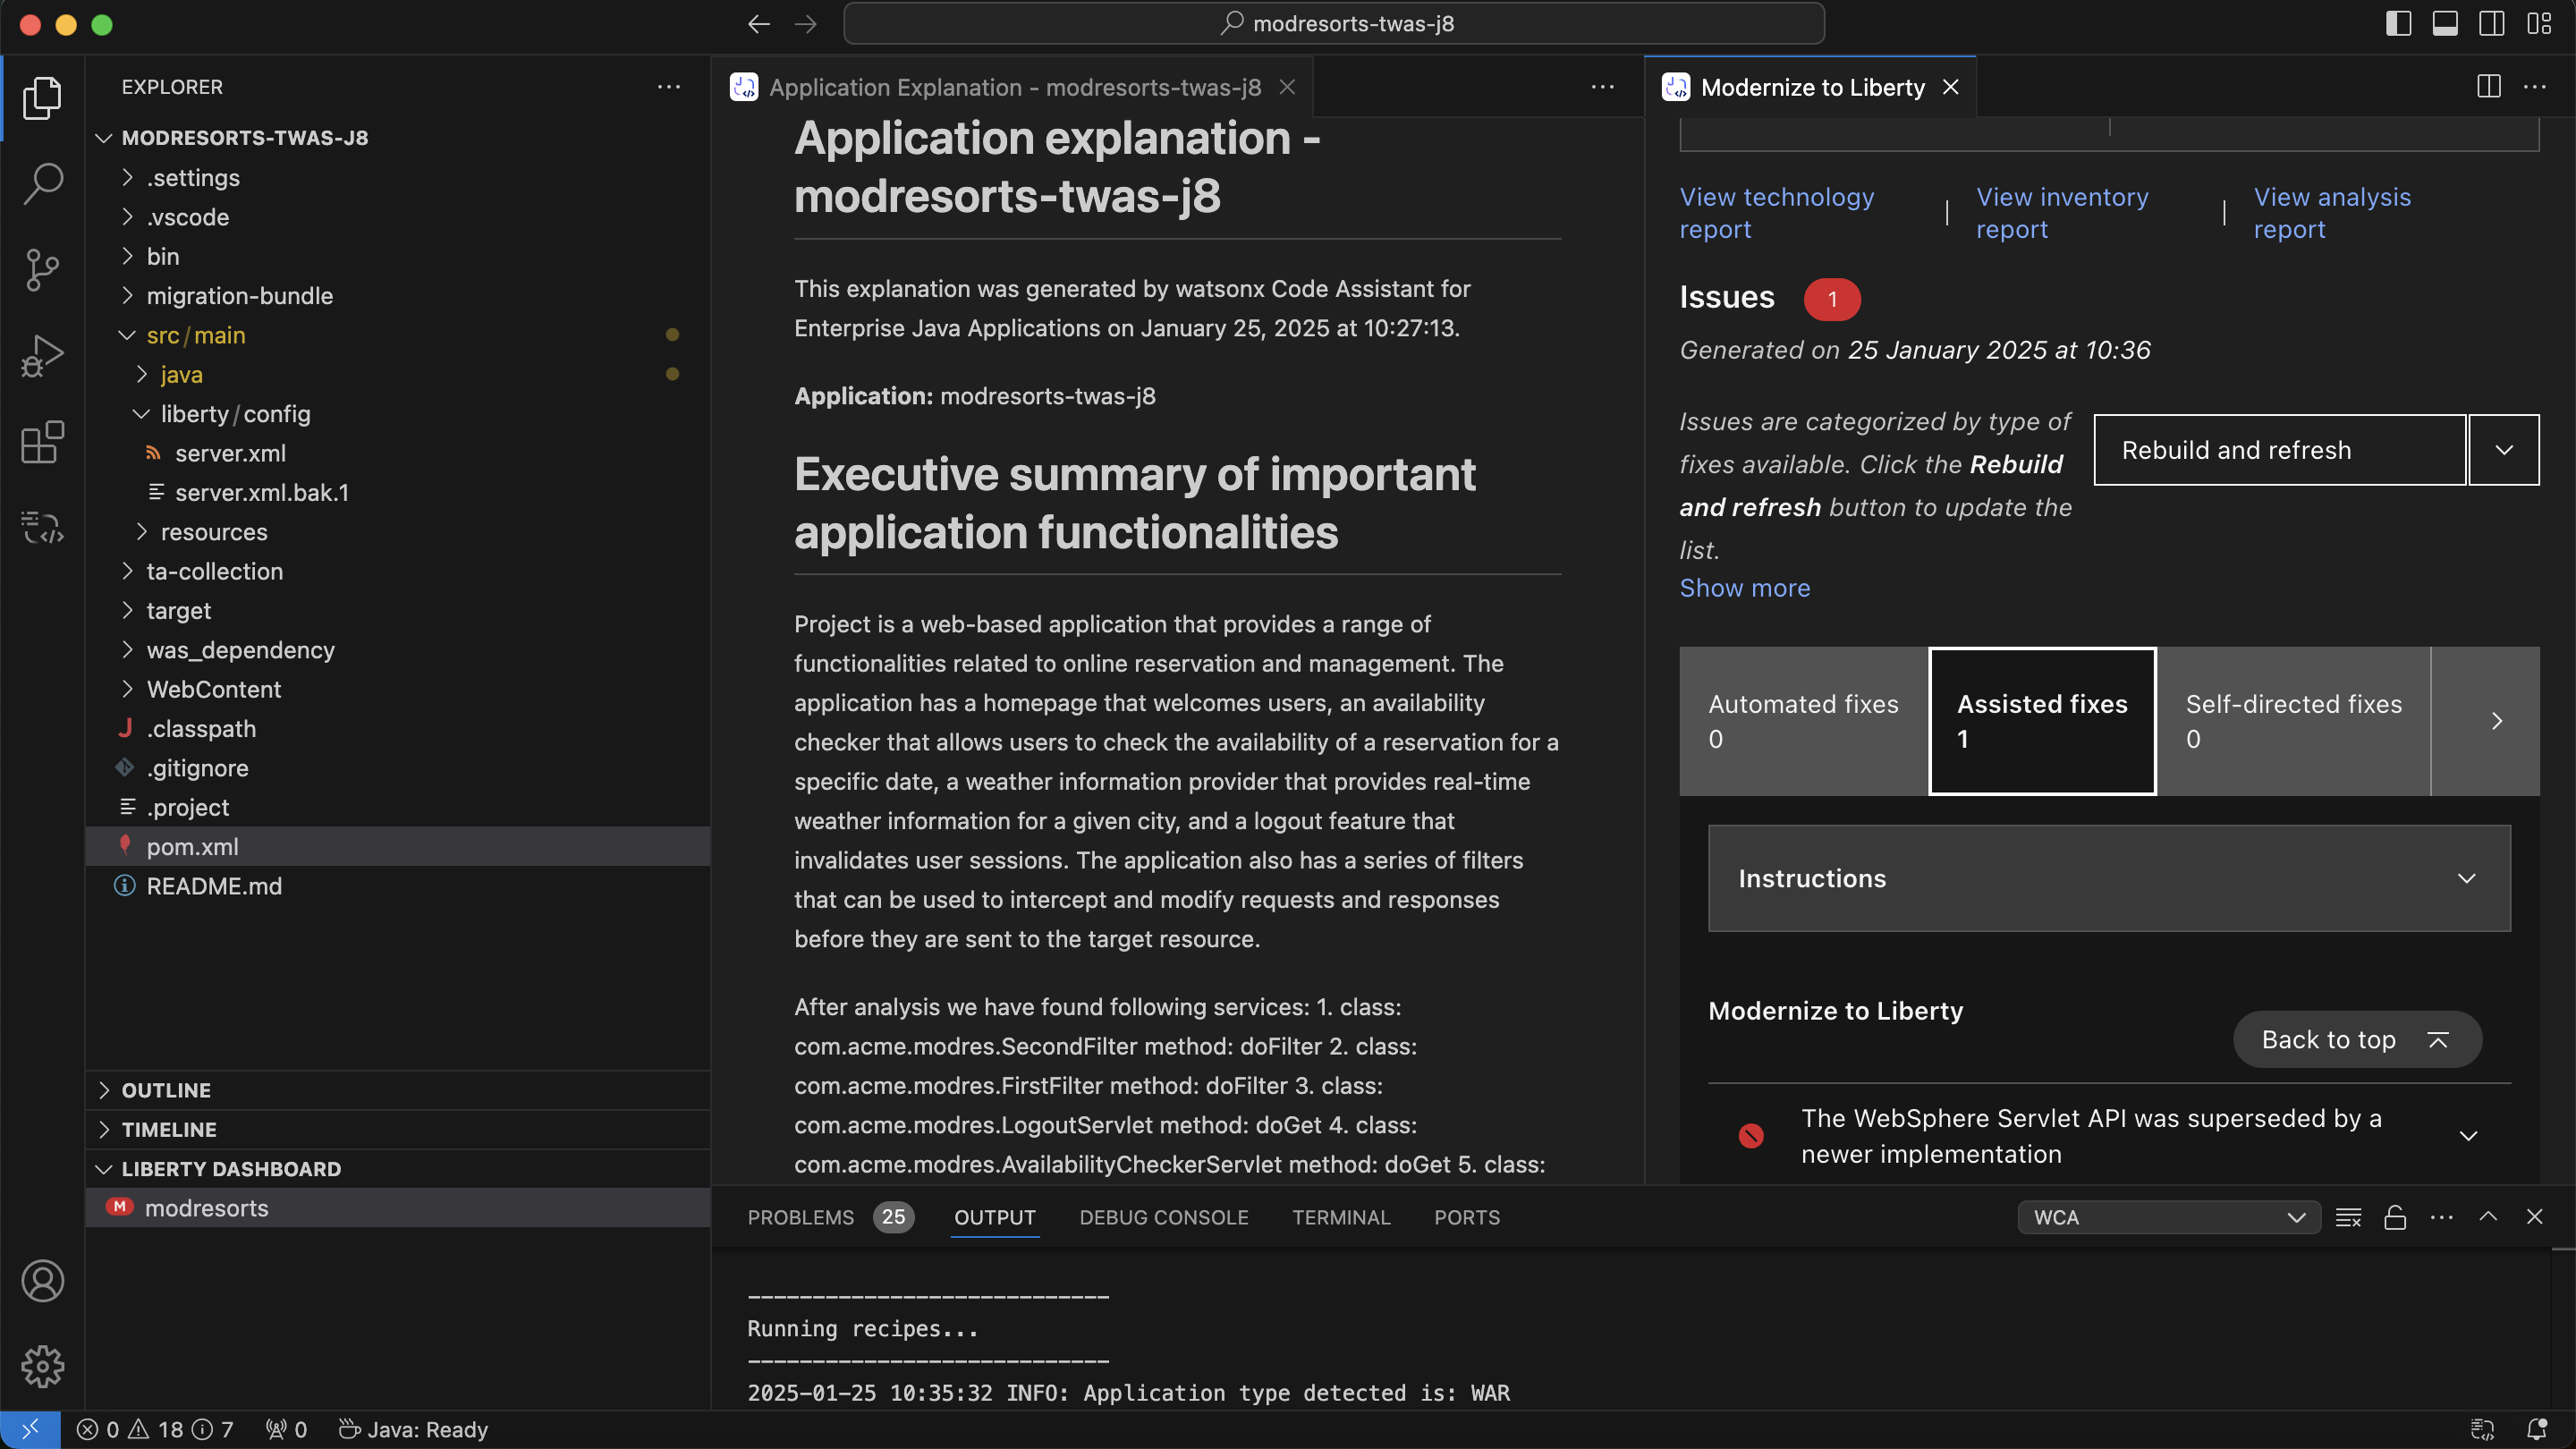 modresorts-twas-j8
EXPLORER
MODRESORTS-TWAS-J8
.settings
.vscode
bin
migration-bundle
src/main
java
liberty/config
server.xml
server.xml.bak.1
resources
ta-collection
target
was_dependency
WebContent
.classpath
.gitignore
.project
pom.xml
README.md
OUTLINE
TIMELINE
LIBERTY DASHBOARD
M modresorts
Application Explanation - modresorts-twas-j8
Application explanation -
modresorts-twas-j8
This explanation was generated by watsonx Code Assistant for
Enterprise Java Applications on January 25, 2025 at 10:27:13.
Application: modresorts-twas-j8
Executive summary of important
application functionalities
Project is a web-based application that provides a range of
functionalities related to online reservation and management. The
application has a homepage that welcomes users, an availability
checker that allows users to check the availability of a reservation for a
specific date, a weather information provider that provides real-time
weather information for a given city, and a logout feature that
invalidates user sessions. The application also has a series of filters
that can be used to intercept and modify requests and responses
before they are sent to the target resource.
After analysis we have found following services: 1. class:
com.acme.modres.SecondFilter method: doFilter 2. class:
com.acme.modres.FirstFilter method: doFilter 3. class:
com.acme.modres.LogoutServlet method: doGet 4. class:
com.acme.modres.AvailabilityCheckerServlet method: doGet 5. class:
Modernize to Liberty
View technology
report
View inventory
report
View analysis
report
Issues 1
Generated on 25 January 2025 at 10:36
Issues are categorized by type of
fixes available. Click the Rebuild
and refresh button to update the
list.
Show more
Rebuild and refresh
Automated fixes
0
Assisted fixes
1
Self-directed fixes
0
Instructions
Modernize to Liberty
Back to top
The WebSphere Servlet API was superseded by a
newer implementation
PROBLEMS 25 OUTPUT DEBUG CONSOLE TERMINAL PORTS
WCA
----------------------------
Running recipes...
----------------------------
2025-01-25 10:35:32 INFO: Application type detected is: WAR
0 18 7 0 Java: Ready